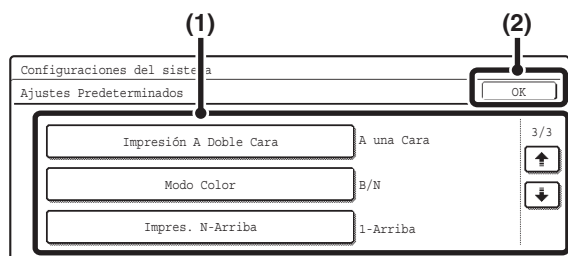 (1) (2)
Configuraciones del sistema
Ajustes Predeterminados OK
Impresión A Doble Cara A una Cara 3/3
Modo Color B/N
Impres. N-Arriba 1-Arriba